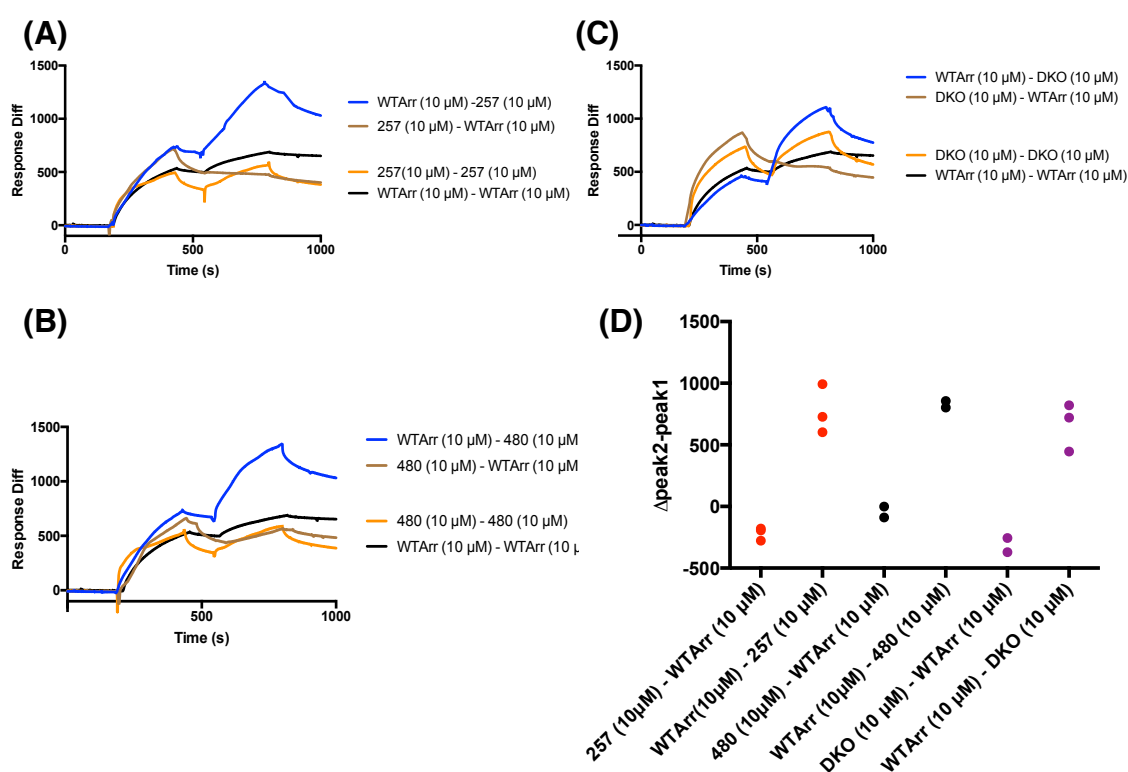 (A)
1500
1000
500
0
Response Diff
0
500
1000
Time (s)
WTArr (10 µM) -257 (10 µM)
257 (10 µM) - WTArr (10 µM)
257(10 µM) - 257 (10 µM)
WTArr (10 µM) - WTArr (10 µM)
(C)
1500
1000
500
0
Response Diff
0
500
1000
Time (s)
WTArr (10 µM) - DKO (10 µM)
DKO (10 µM) - WTArr (10 µM)
DKO (10 µM) - DKO (10 µM)
WTArr (10 µM) - WTArr (10 µM)
(B)
1500
1000
500
0
Response Diff
500
1000
Time (s)
WTArr (10 µM) - 480 (10 µM
480 (10 µM) - WTArr (10 µM
480 (10 µM) - 480 (10 µM)
WTArr (10 µM) - WTArr (10 µ
(D)
1500
1000
500
0
-500
Δpeak2-peak1
257 (10µM) - WTArr (10 µM)
WTArr(10µM) - 257 (10 µM)
480 (10µM) - WTArr (10 µM)
WTArr (10 µM) - 480 (10 µM)
DKO (10 µM) - WTArr (10 µM)
WTArr (10 µM) - DKO (10 µM)